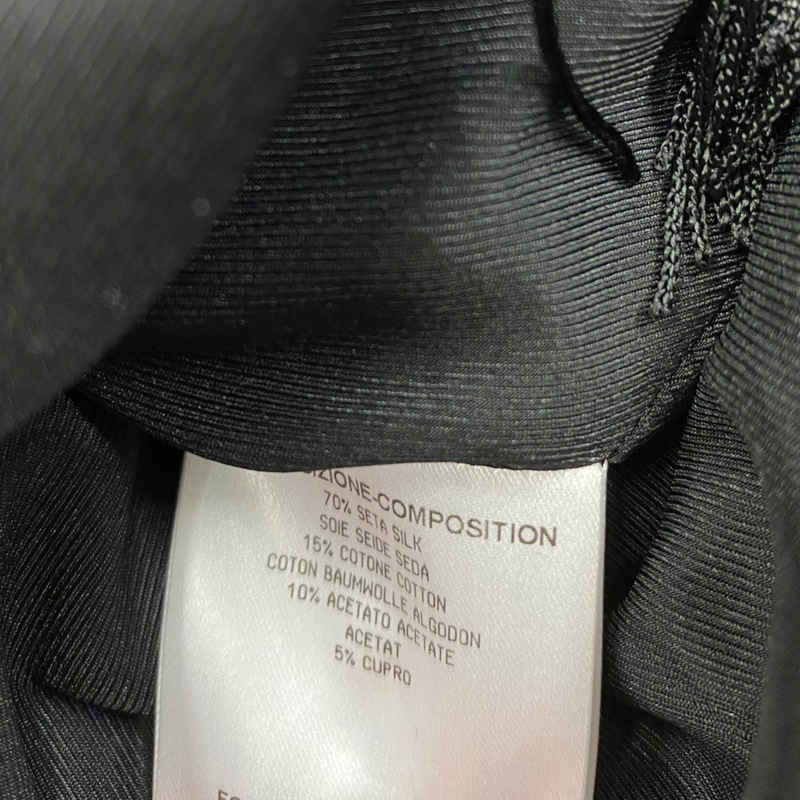 IZIONE-COMPOSITION
70% SETA SILK
SOIE SEIDE SEDA
15% COTONE COTTON
COTON BAUMWOLLE ALGODON
10% ACETATO ACETATE
ACETAT
5% CUPRO